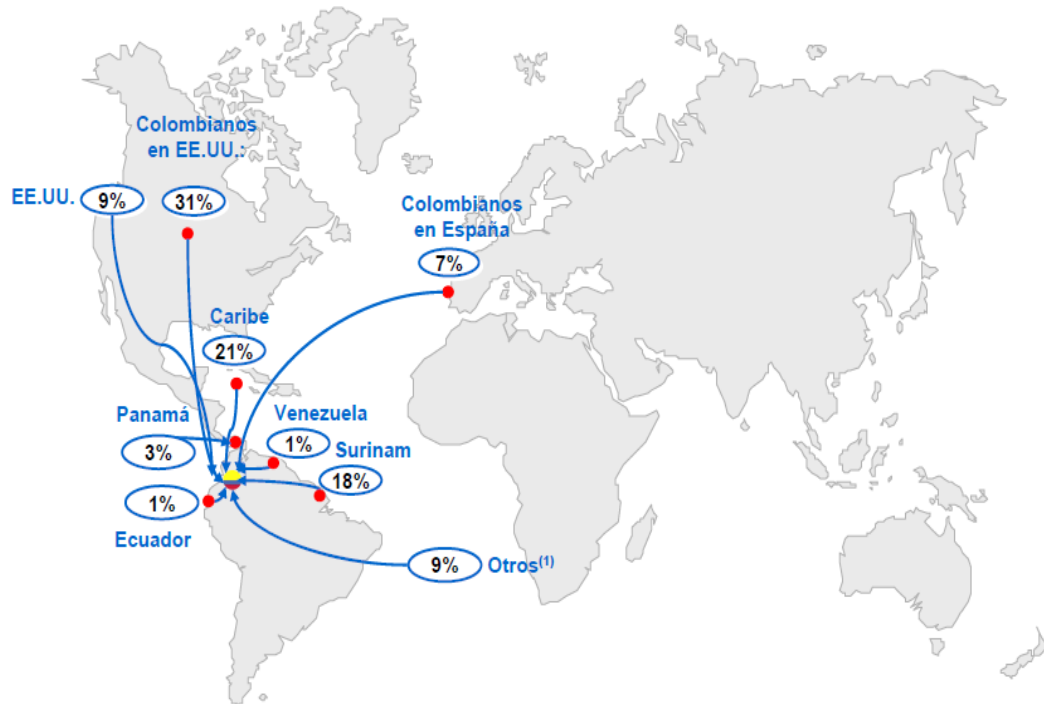 Colombianos
en EE.UU.:
EE.UU.
9%
31%
Colombianos
en España
7%
Caribe
21%
Panamá
3%
Venezuela
1%
Surinam
18%
1%
Ecuador
9%
Otros(1)